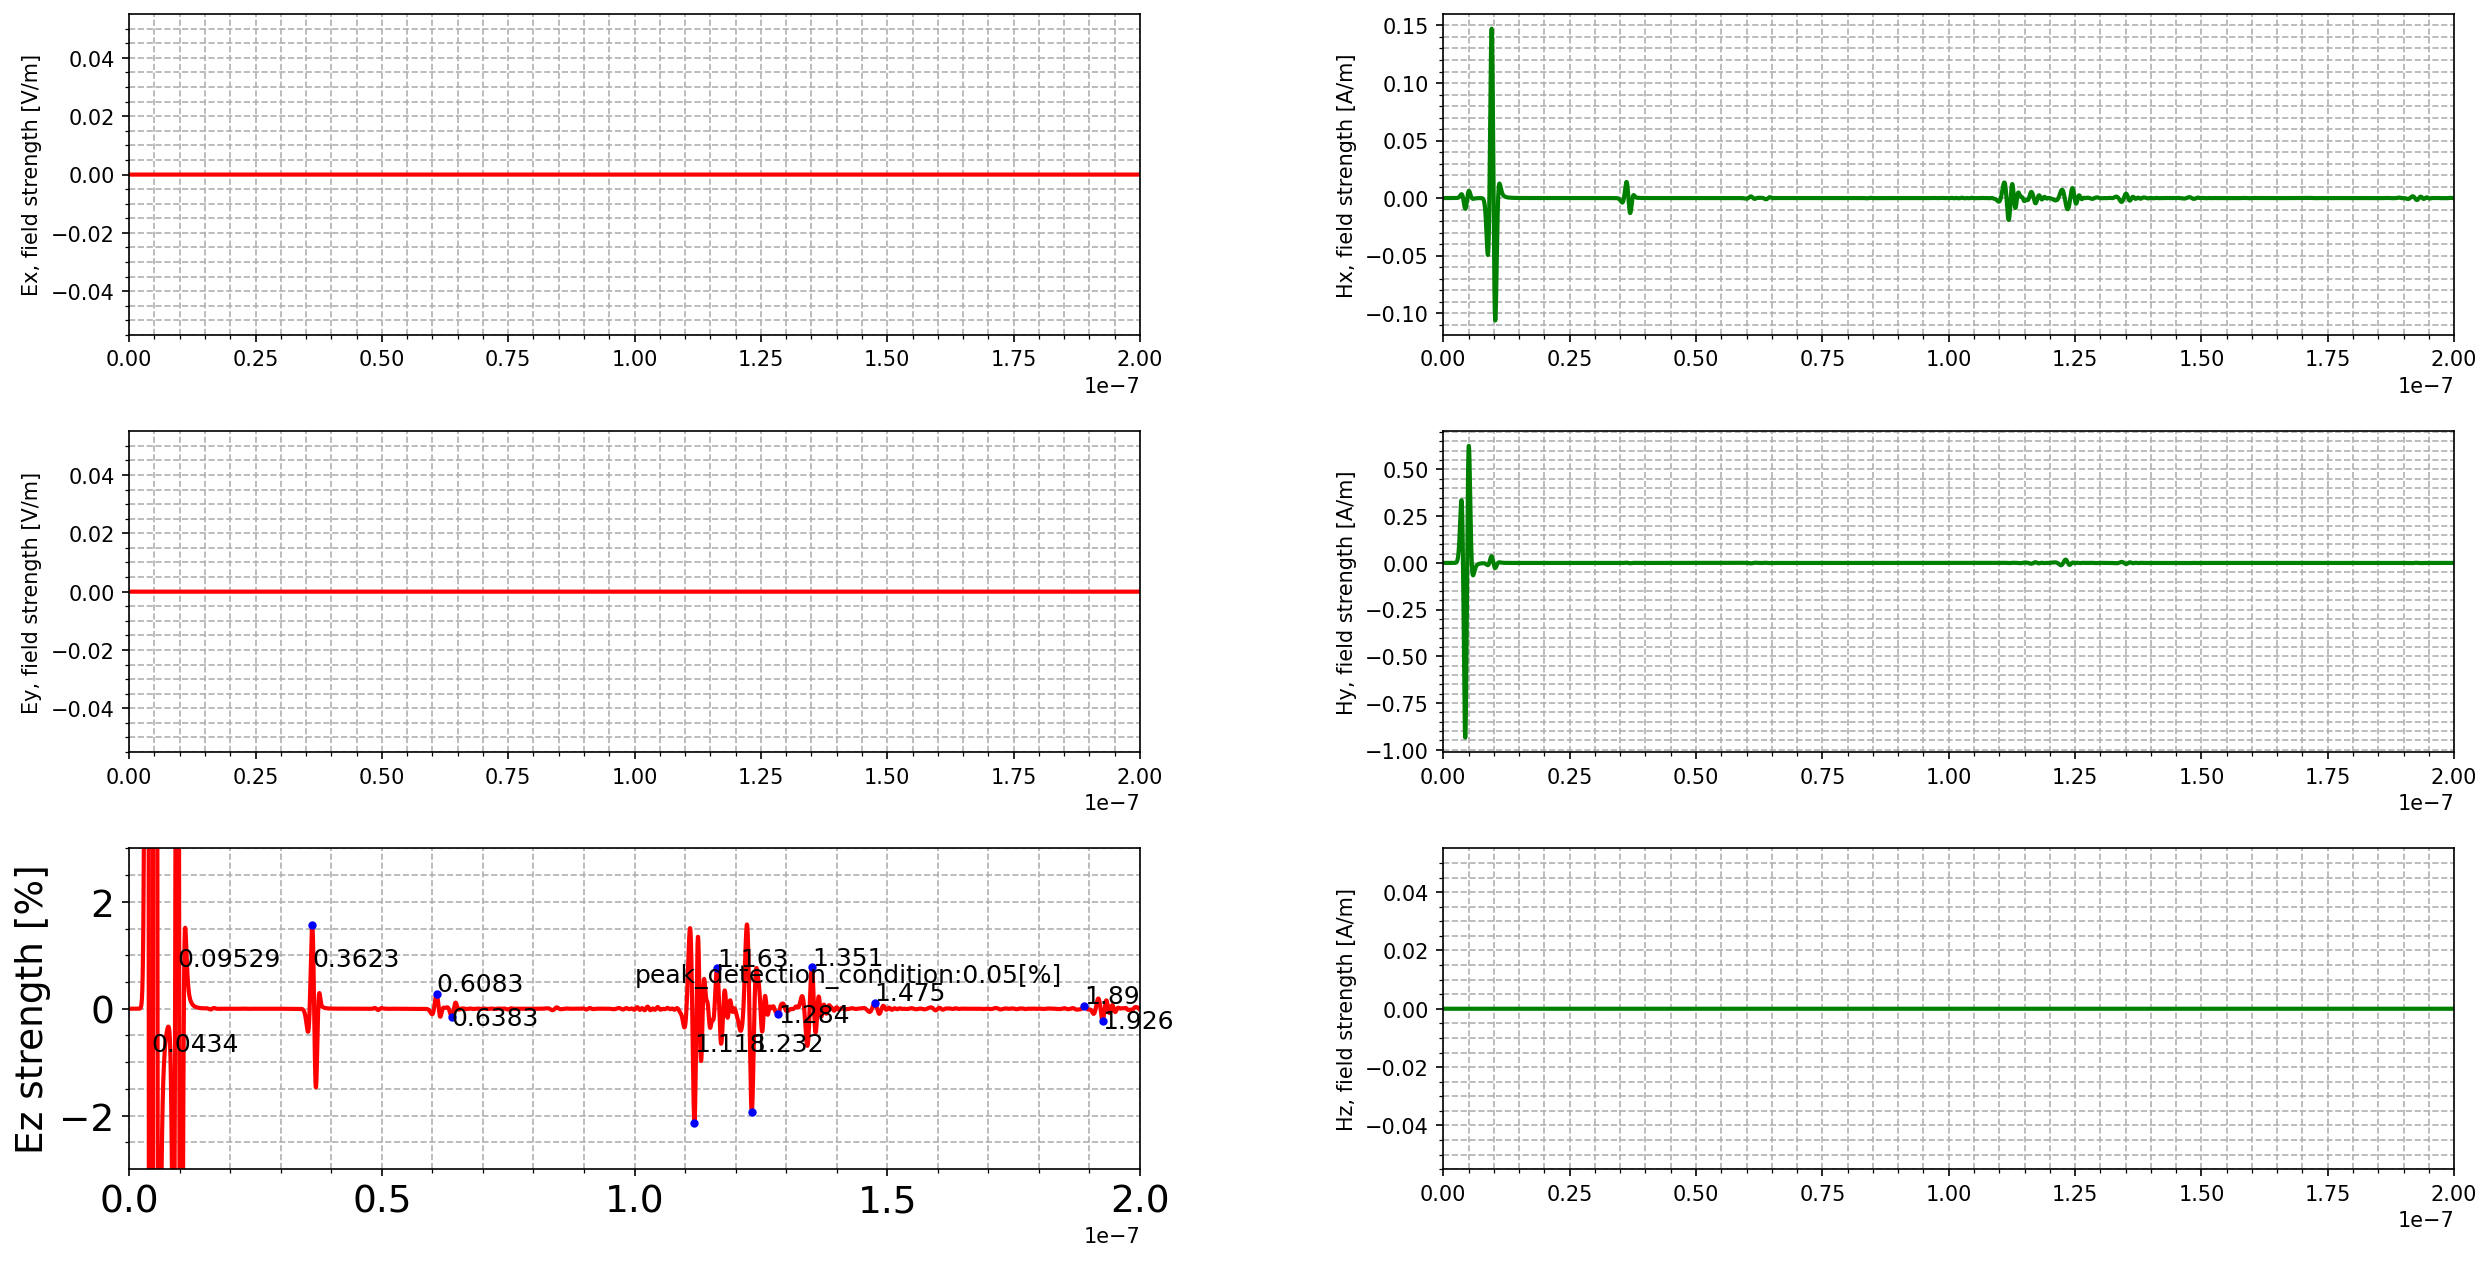 Ex, field strength [V/m]
0.04
0.02
0.00
−0.02
−0.04
0.00 0.25 0.50 0.75 1.00 1.25 1.50 1.75 2.00
1e−7
Hx, field strength [A/m]
0.15
0.10
0.05
0.00
−0.05
−0.10
0.00 0.25 0.50 0.75 1.00 1.25 1.50 1.75 2.00
1e−7
Ey, field strength [V/m]
0.04
0.02
0.00
−0.02
−0.04
0.00 0.25 0.50 0.75 1.00 1.25 1.50 1.75 2.00
1e−7
Hy, field strength [A/m]
0.50
0.25
0.00
−0.25
−0.50
−0.75
−1.00
0.00 0.25 0.50 0.75 1.00 1.25 1.50 1.75 2.00
1e−7
Ez strength [%]
2
0
−2
0.0434
0.09529
0.3623
0.6083
0.6383
1.118
1.163
1.232
1.284
1.351
1.475
1.89
1.926
peak_detection_condition:0.05[%]
0.0 0.5 1.0 1.5 2.0
1e−7
Hz, field strength [A/m]
0.04
0.02
0.00
−0.02
−0.04
0.00 0.25 0.50 0.75 1.00 1.25 1.50 1.75 2.00
1e−7